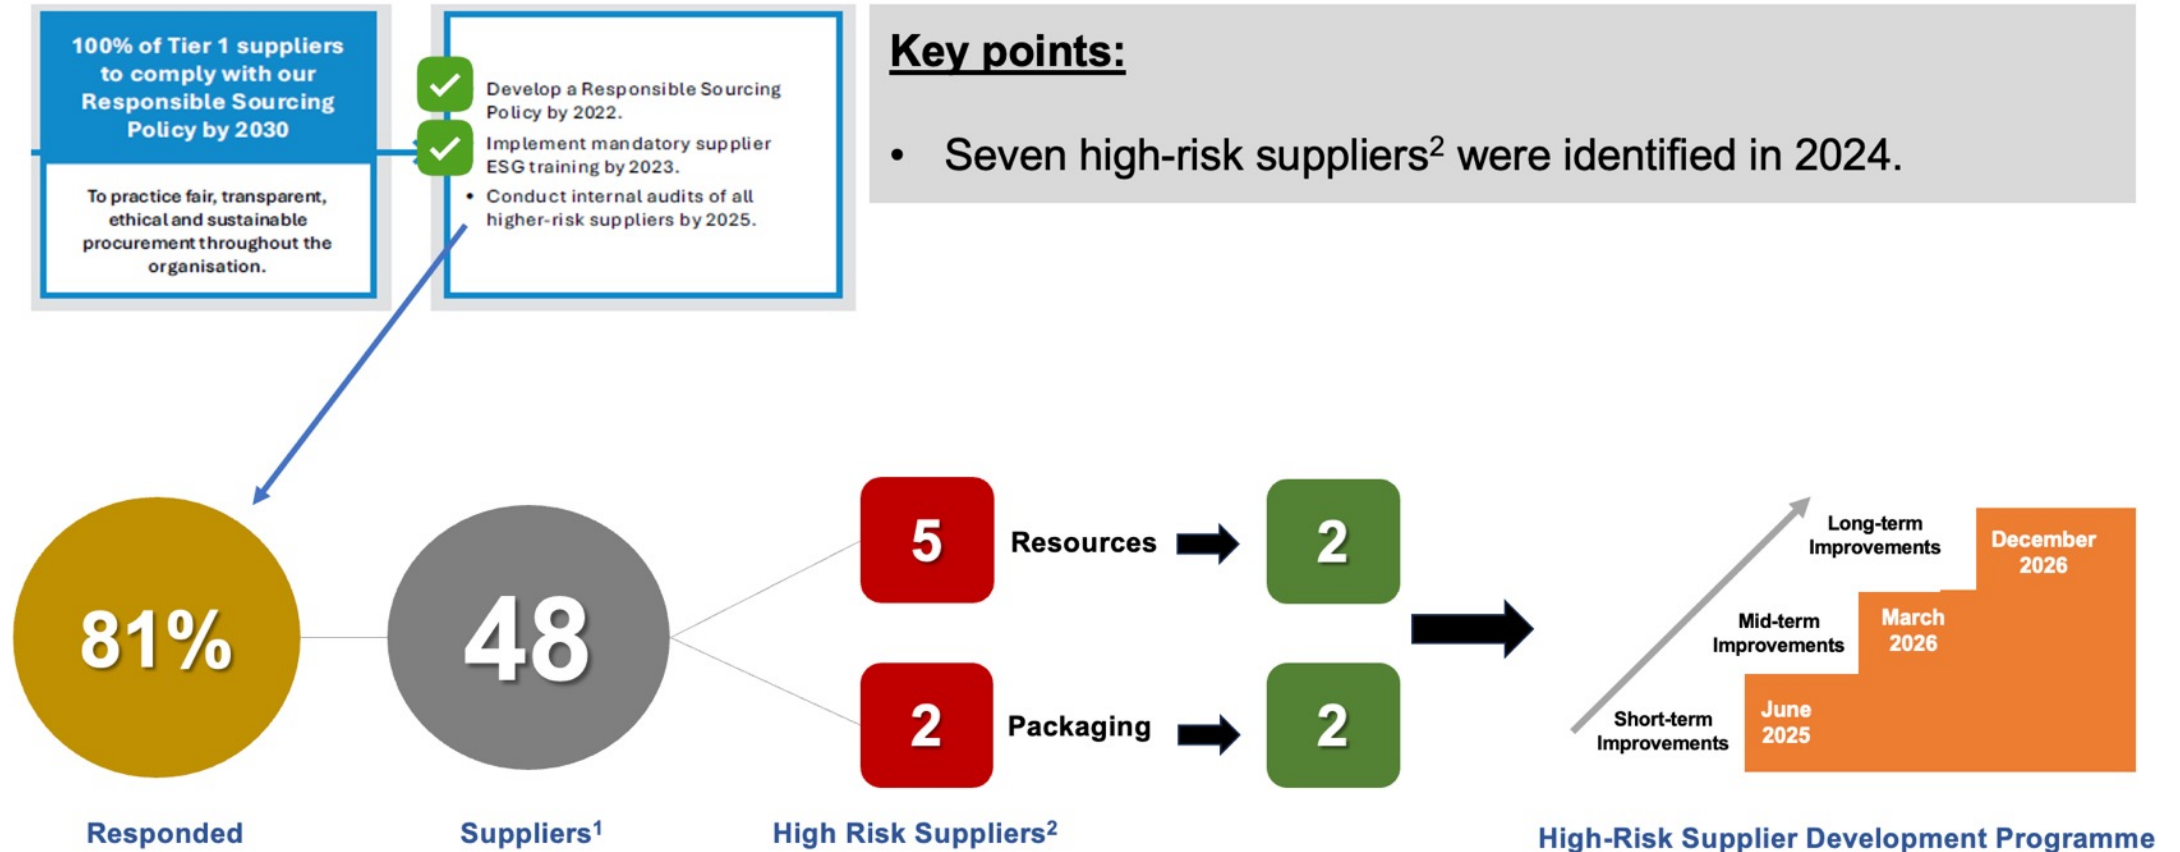 100% of Tier 1 suppliers
to comply with our
Responsible Sourcing
Policy by 2030
To practice fair, transparent,
ethical and sustainable
procurement throughout the
organisation.
Develop a Responsible Sourcing
Policy by 2022.
Implement mandatory supplier
ESG training by 2023.
• Conduct internal audits of all
higher-risk suppliers by 2025.
Key points:
• Seven high-risk suppliers² were identified in 2024.
81%
Responded
48
Suppliers¹
5
Resources
2
2
Packaging
2
High Risk Suppliers²
Long-term
Improvements
December
2026
Mid-term
Improvements
March
2026
Short-term
Improvements
June
2025
High-Risk Supplier Development Programme